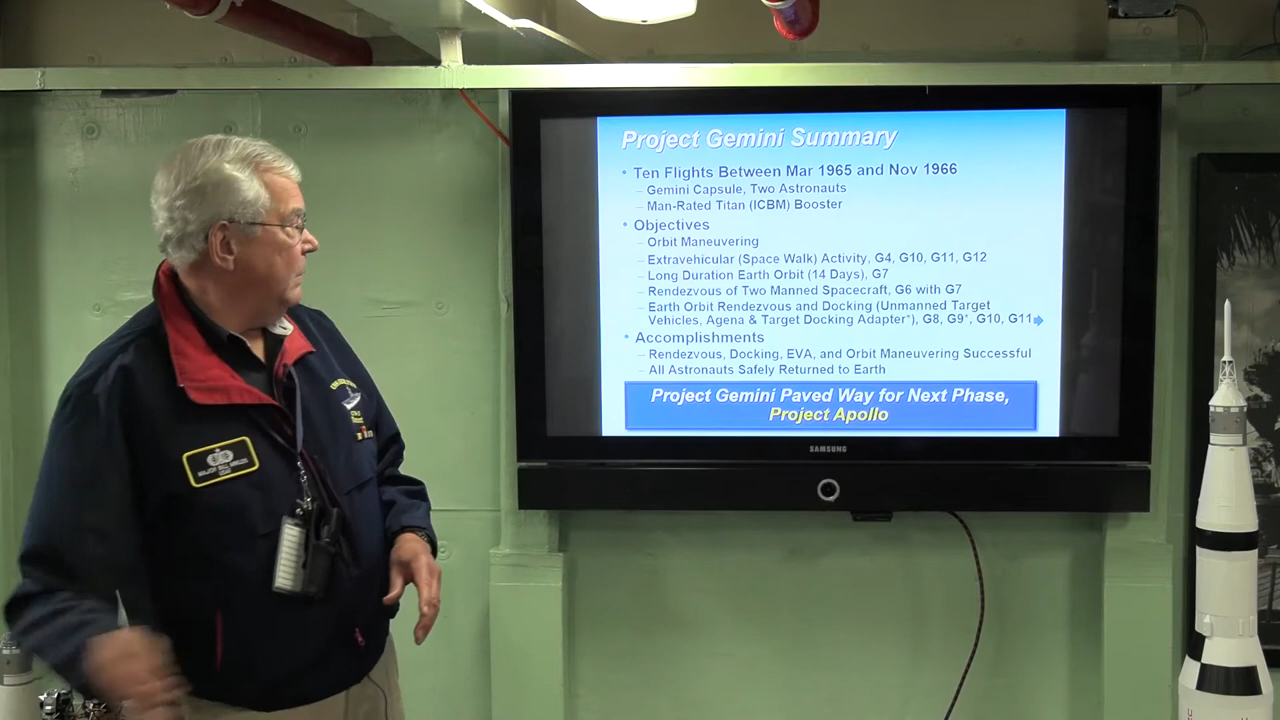 Project Gemini Summary
• Ten Flights Between Mar 1965 and Nov 1966
– Gemini Capsule, Two Astronauts
– Man-Rated Titan (ICBM) Booster
• Objectives
– Orbit Maneuvering
– Extravehicular (Space Walk) Activity, G4, G10, G11, G12
– Long Duration Earth Orbit (14 Days), G7
– Rendezvous of Two Manned Spacecraft, G6 with G7
– Earth Orbit Rendezvous and Docking (Unmanned Target
Vehicles, Agena & Target Docking Adapter*), G8, G9*, G10, G11
• Accomplishments
– Rendezvous, Docking, EVA, and Orbit Maneuvering Successful
– All Astronauts Safely Returned to Earth
Project Gemini Paved Way for Next Phase,
Project Apollo
SAMSUNG
MAJOR BILL
USAF